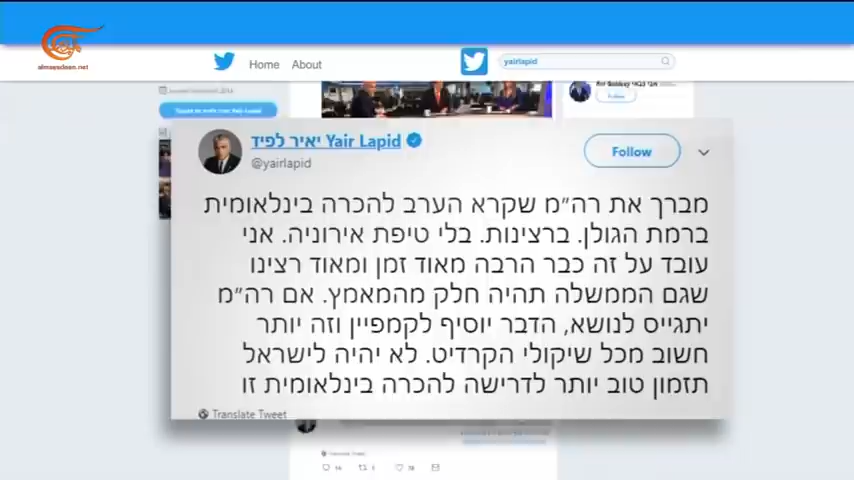 almayadeen.net
Home
About
yairlapid
Yair Lapid יאיר לפיד
@yairlapid
Follow
מברך את רה״מ שקרא הערב להכרה בינלאומית
ברמת הגולן. ברצינות. בלי טיפת אירוניה. אני
עובד על זה כבר הרבה מאוד זמן ומאוד רצינו
שגם הממשלה תהיה חלק מהמאמץ. אם רה״מ
יתגייס לנושא, הדבר יוסיף לקמפיין וזה יותר
חשוב מכל שיקולי הקרדיט. לא יהיה לישראל
תזמון טוב יותר לדרישה להכרה בינלאומית זו
Translate Tweet